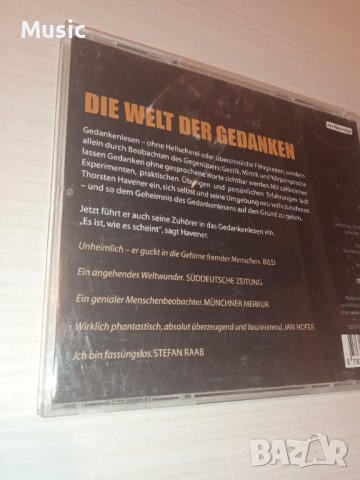 Music
DIE WELT DER GEDANKEN
Gedankenlesen – ohne Hellseherei oder übersinnliche Fähigkeiten, sondern
allein durch Beobachten des Gegenübers: Gestik, Mimik und Körpersprache
lassen Gedanken ohne gesprochene Worte sichtbar werden. Mit zahlreichen
Experimenten, praktischen Übungen und persönlichen Erfahrungen lädt
Thorsten Havener ein, sich selbst und seine Umgebung neu wahrzunehmen
– und so dem Geheimnis des Gedankenlesens auf den Grund zu gehen.
Jetzt führt er auch seine Zuhörer in das Gedankenlesen ein.
„Es ist, wie es scheint", sagt Havener.
Unheimlich – er guckt in die Gehirne fremder Menschen. BILD
Ein angehendes Weltwunder. SÜDDEUTSCHE ZEITUNG
Ein genialer Menschenbeobachter. MÜNCHNER MERKUR
Wirklich phantastisch, absolut überzeugend und faszinierend. JAN HOFER
Ich bin fassungslos. STEFAN RAAB
BAZAR